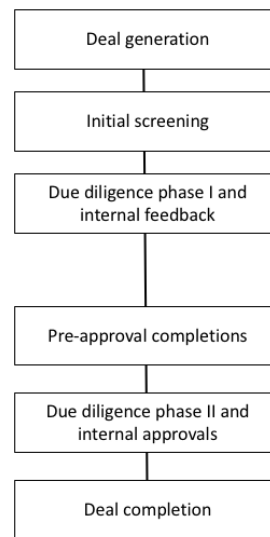 Deal generation
Initial screening
Due diligence phase I and
internal feedback
Pre-approval completions
Due diligence phase II and
internal approvals
Deal completion